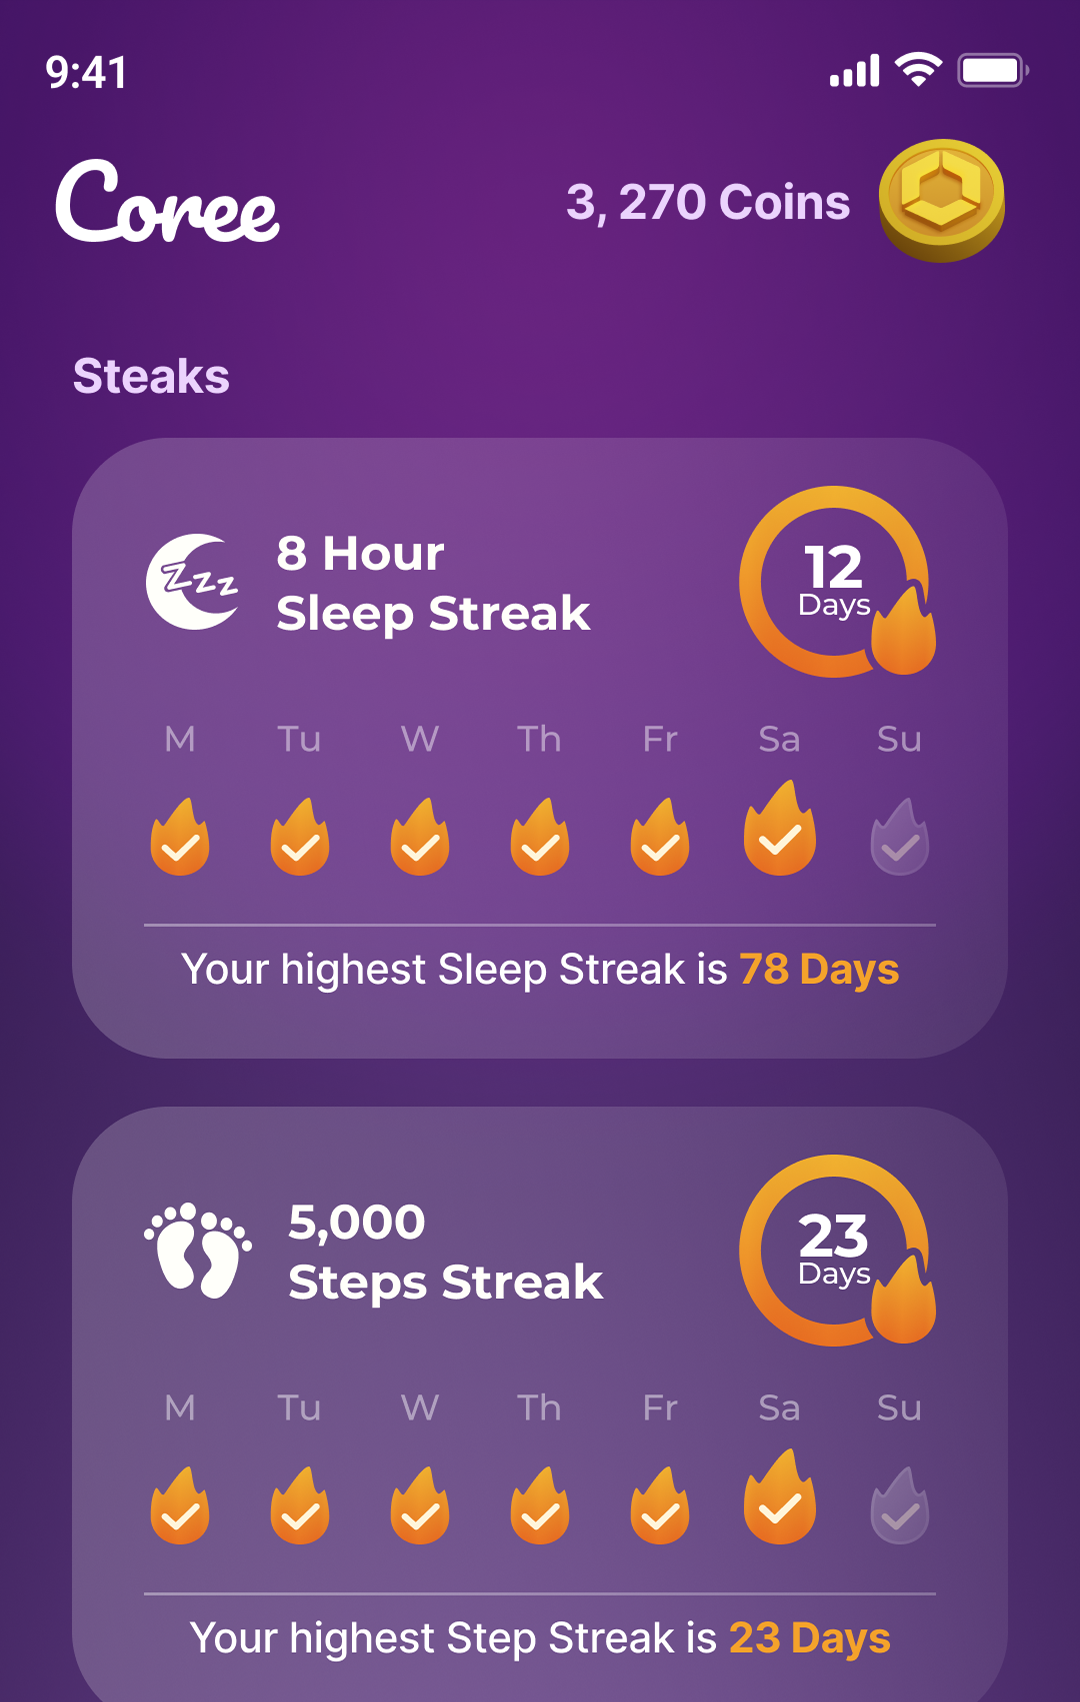 9:41
Coree
3, 270 Coins
Steaks
8 Hour
Sleep Streak
12
Days
zzz
M Tu W Th Fr Sa Su
Your highest Sleep Streak is 78 Days
5,000
Steps Streak
23
Days
M Tu W Th Fr Sa Su
Your highest Step Streak is 23 Days